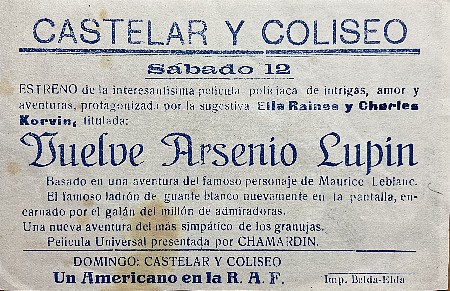 CASTELAR Y COLISEO
Sábado 12
ESTRENO de la interesantísima película policiaca de intrigas, amor y
aventuras, protagonizada por la sugestiva Ella Raines y Charles
Korvin, titulada:
Vuelve Arsenio Lupin
Basado en una aventura del famoso personaje de Maurice Leblanc.
El famoso ladrón de guante blanco nuevamente en la pantalla, en-
carnado por el galán del millón de admiradoras.
Una nueva aventura del más simpático de los granujas.
Película Universal presentada por CHAMARDIN.
DOMINGO: CASTELAR Y COLISEO
Un Americano en la R. A. F.
Imp. Belda-Elda